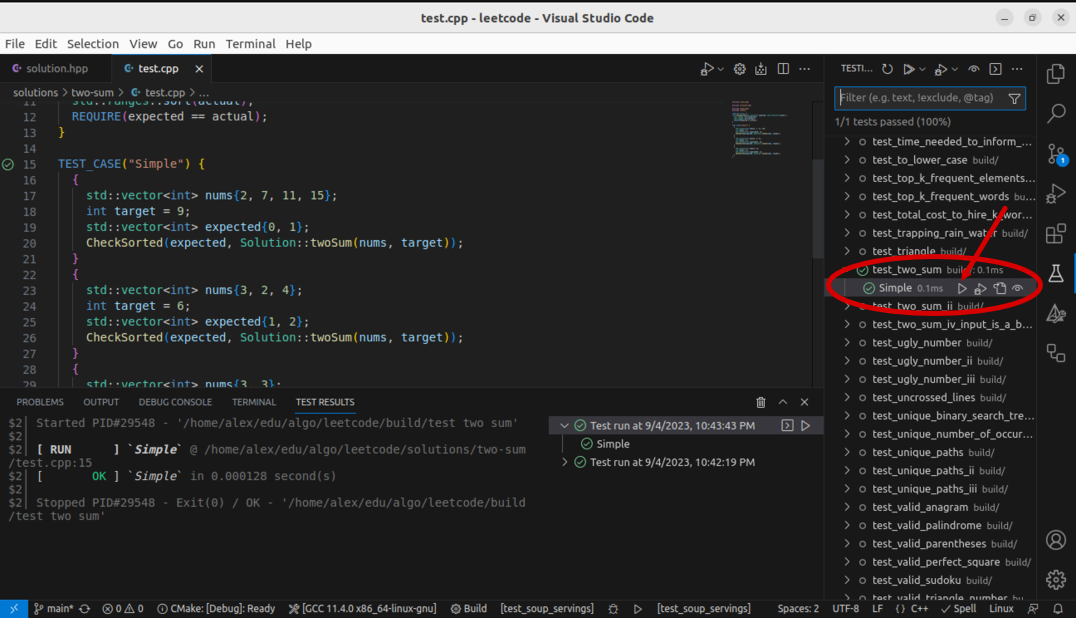 test.cpp - leetcode - Visual Studio Code
File Edit Selection View Go Run Terminal Help
solution.hpp test.cpp
solutions > two-sum > test.cpp > ...
11 std::ranges::sort(actual);
12 REQUIRE(expected == actual);
13 }
14
15 TEST_CASE("Simple") {
16 {
17 std::vector<int> nums{2, 7, 11, 15};
18 int target = 9;
19 std::vector<int> expected{0, 1};
20 CheckSorted(expected, Solution::twoSum(nums, target));
21 }
22 {
23 std::vector<int> nums{3, 2, 4};
24 int target = 6;
25 std::vector<int> expected{1, 2};
26 CheckSorted(expected, Solution::twoSum(nums, target));
27 }
28 {
29 std::vector<int> nums{3, 3};
PROBLEMS OUTPUT DEBUG CONSOLE TERMINAL TEST RESULTS
$2| Started PID#29548 - '/home/alex/edu/algo/leetcode/build/test two sum'
$2|
$2| [ RUN      ] `Simple` @ /home/alex/edu/algo/leetcode/solutions/two-sum
/test.cpp:15
$2| [       OK ] `Simple` in 0.000128 second(s)
$2|
$2| Stopped PID#29548 - Exit(0) / OK - '/home/alex/edu/algo/leetcode/build
/test two sum'
Test run at 9/4/2023, 10:43:43 PM
Simple
Test run at 9/4/2023, 10:42:19 PM
TESTI...
Filter (e.g. text, !exclude, @tag)
1/1 tests passed (100%)
test_time_needed_to_inform_...
test_to_lower_case build/
test_top_k_frequent_elements...
test_top_k_frequent_words bu...
test_total_cost_to_hire_k_wor...
test_trapping_rain_water build/
test_triangle build/
test_two_sum build/ 0.1ms
Simple 0.1ms
test_two_sum_ii build/
test_two_sum_iv_input_is_a_b...
test_ugly_number build/
test_ugly_number_ii build/
test_ugly_number_iii build/
test_uncrossed_lines build/
test_unique_binary_search_tre...
test_unique_number_of_occur...
test_unique_paths build/
test_unique_paths_ii build/
test_unique_paths_iii build/
test_valid_anagram build/
test_valid_palindrome build/
test_valid_parentheses build/
test_valid_perfect_square build/
test_valid_sudoku build/
test_valid_triangle_number bu...
1
main* 0 0 CMake: [Debug]: Ready [GCC 11.4.0 x86_64-linux-gnu] Build [test_soup_servings] [test_soup_servings] Spaces: 2 UTF-8 LF {} C++ Spell Linux